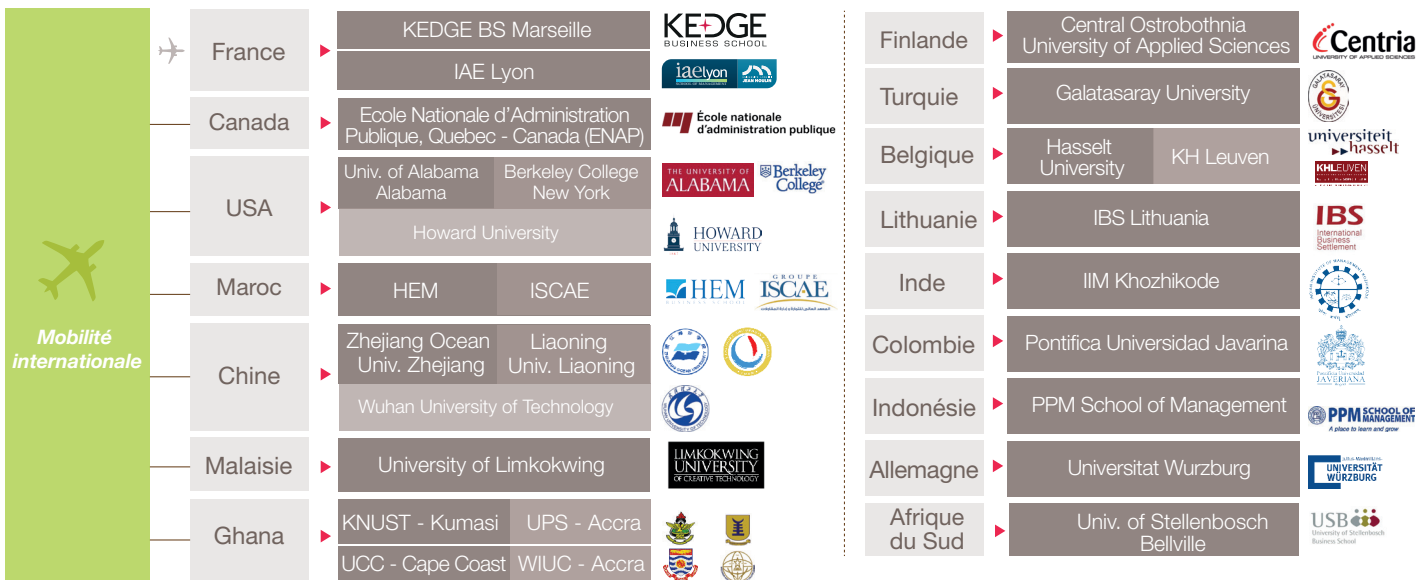 Mobilité
internationale
France
KEDGE BS Marseille
KEDGE
BUSINESS SCHOOL
IAE Lyon
iaelyon
JEAN MOULIN
Canada
Ecole Nationale d'Administration
Publique, Quebec - Canada (ENAP)
École nationale
d'administration publique
USA
Univ. of Alabama
Alabama
Berkeley College
New York
THE UNIVERSITY OF
ALABAMA
Berkeley
College
Howard University
HOWARD
UNIVERSITY
Maroc
HEM
ISCAE
HEM
BUSINESS SCHOOL
GROUPE
ISCAE
Chine
Zhejiang Ocean
Univ. Zhejiang
Liaoning
Univ. Liaoning
Wuhan University of Technology
Malaisie
University of Limkokwing
LIMKOKWING
UNIVERSITY
OF CREATIVE TECHNOLOGY
Ghana
KNUST - Kumasi
UPS - Accra
UCC - Cape Coast
WIUC - Accra
Finlande
Central Ostrobothnia
University of Applied Sciences
Centria
UNIVERSITY OF APPLIED SCIENCES
Turquie
Galatasaray University
Belgique
Hasselt
University
KH Leuven
universiteit
hasselt
KHLEUVEN
Lithuanie
IBS Lithuania
IBS
International
Business
Settlement
Inde
IIM Khozhikode
Colombie
Pontifica Universidad Javarina
Pontificia Universidad
JAVERIANA
Indonésie
PPM School of Management
PPM SCHOOL OF
MANAGEMENT
A place to learn and grow
Allemagne
Universitat Wurzburg
UNIVERSITÄT
WÜRZBURG
Afrique
du Sud
Univ. of Stellenbosch
Bellville
USB
University of Stellenbosch
Business School